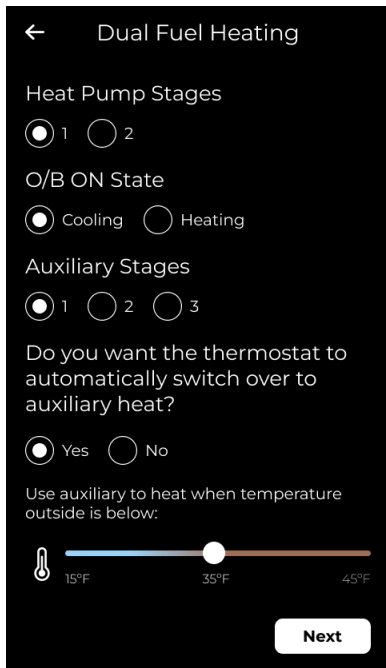 Dual Fuel Heating
Heat Pump Stages
1 2
O/B ON State
Cooling Heating
Auxiliary Stages
1 2 3
Do you want the thermostat to
automatically switch over to
auxiliary heat?
Yes No
Use auxiliary to heat when temperature
outside is below:
15°F 35°F 45°F
Next